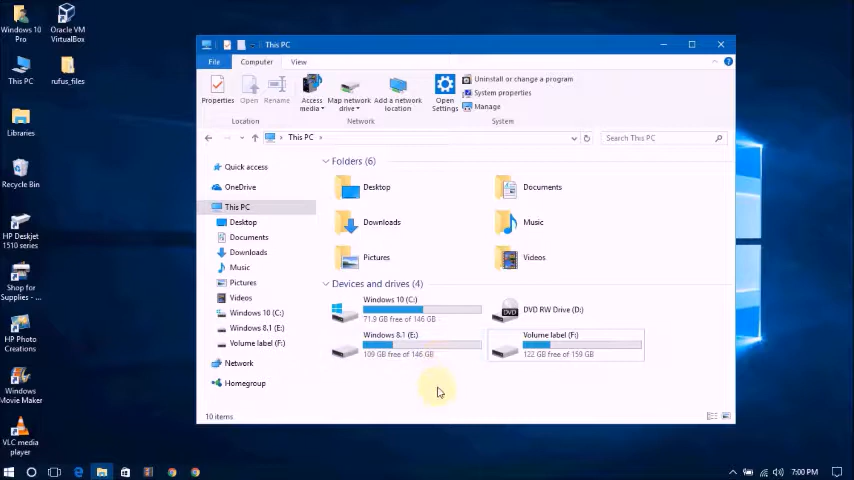 Windows 10
Pro
Oracle VM
VirtualBox
This PC
rufus_files
Libraries
Recycle Bin
HP Deskjet
1510 series
Shop for
Supplies - ...
HP Photo
Creations
Windows
Movie Maker
VLC media
player
This PC
File
Computer
View
Properties
Open
Rename
Access
media
Map network
drive
Add a network
location
Open
Settings
Uninstall or change a program
System properties
Manage
Location
Network
System
This PC
Search This PC
Quick access
OneDrive
This PC
Desktop
Documents
Downloads
Music
Pictures
Videos
Windows 10 (C:)
Windows 8.1 (E:)
Volume label (F:)
Network
Homegroup
Folders (6)
Desktop
Documents
Downloads
Music
Pictures
Videos
Devices and drives (4)
Windows 10 (C:)
71.9 GB free of 146 GB
DVD
DVD RW Drive (D:)
Windows 8.1 (E:)
109 GB free of 146 GB
Volume label (F:)
122 GB free of 159 GB
10 items
7:00 PM